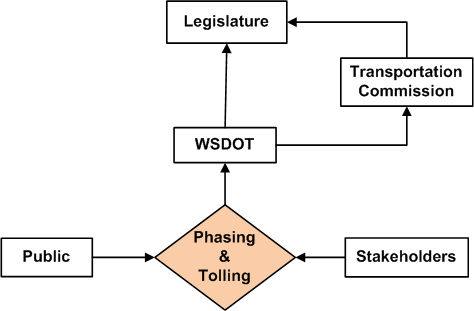 Legislature
Transportation
Commission
WSDOT
Phasing
&
Tolling
Public
Stakeholders